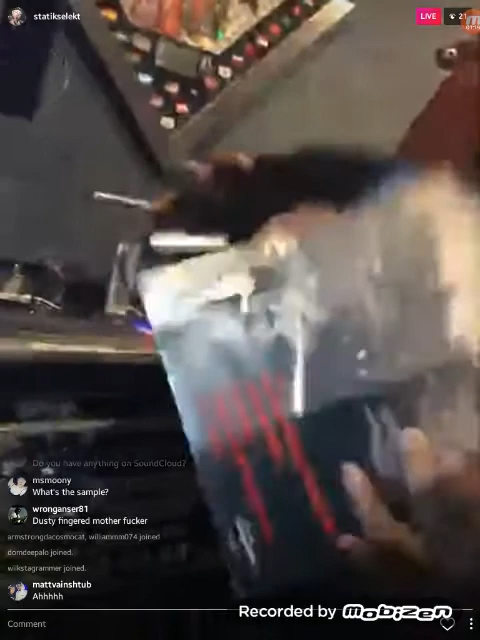 statikselekt
LIVE
21
Do you have anything on SoundCloud?
msmoony
What's the sample?
wronganser81
Dusty fingered mother fucker
armstrongdacosmocat, williammm074 joined
domdeepalo joined.
wilkstagrammer joined.
mattvainshtub
Ahhhhh
Recorded by mobizen
Comment